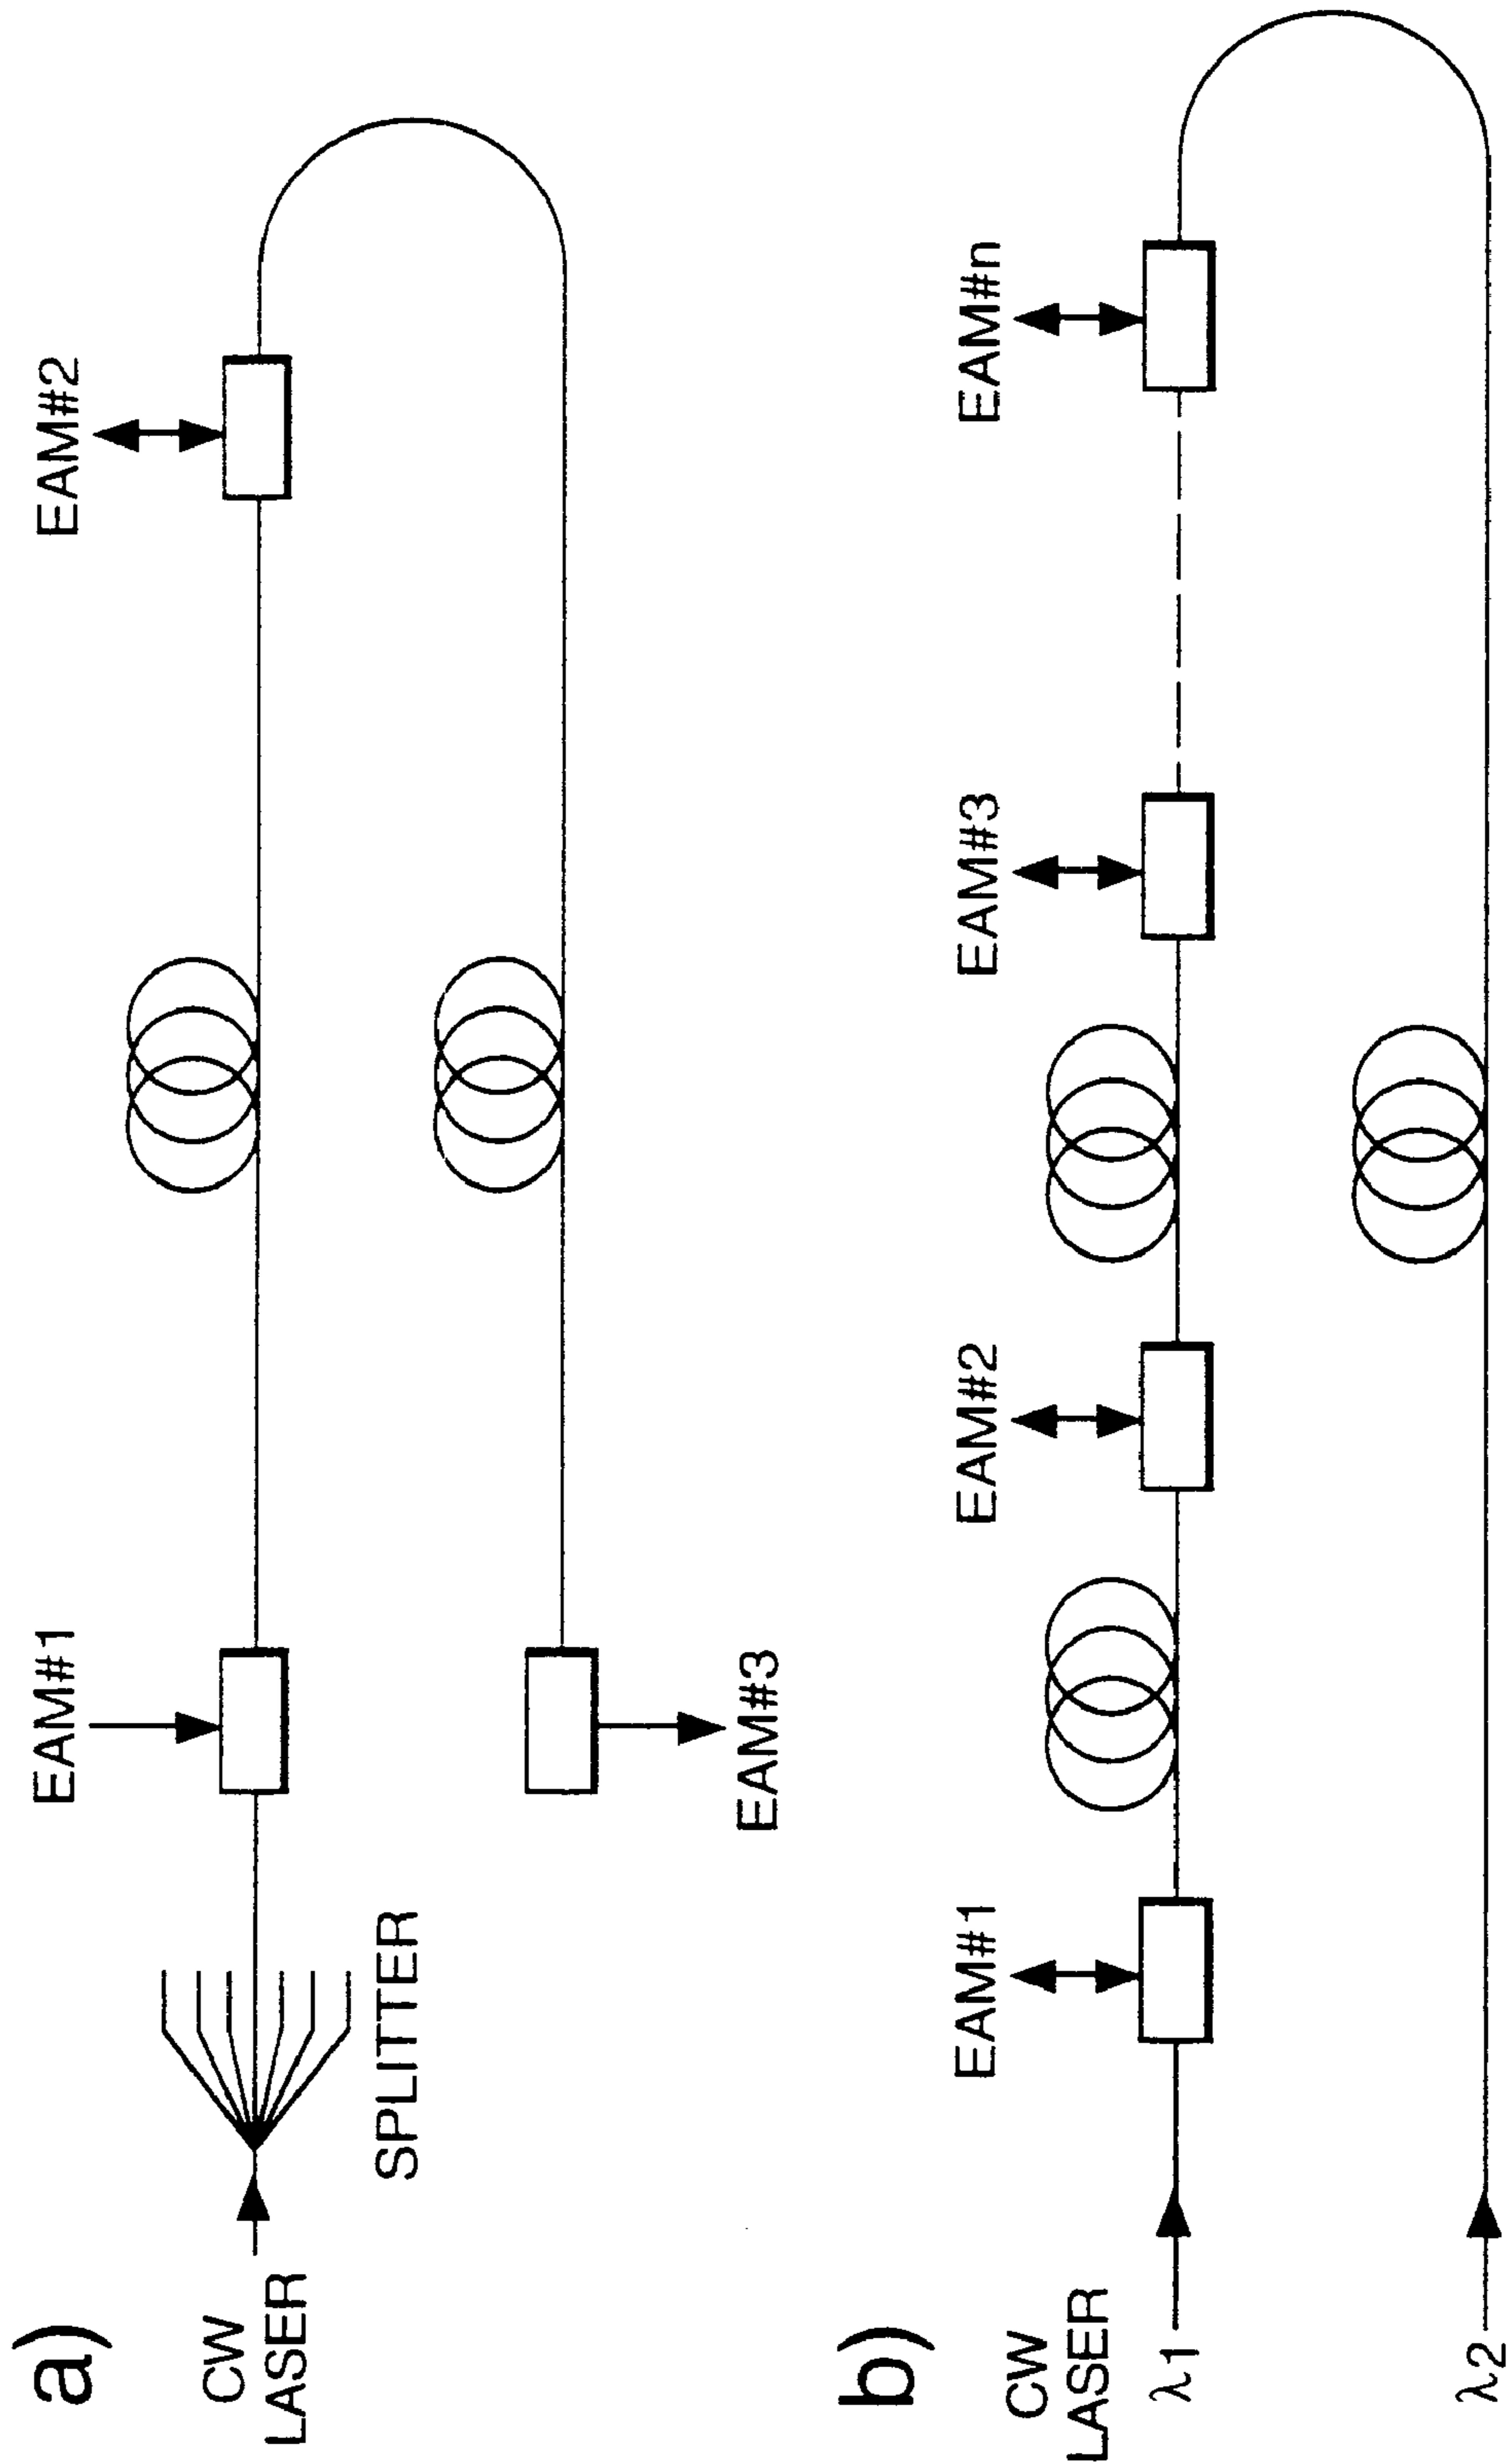 a)
EAM#1
EAM#2
CW
LASER
SPLITTER
EAM#3
b)
EAM#1
EAM#2
EAM#3
EAM#n
CW
LASER
λ1
λ2